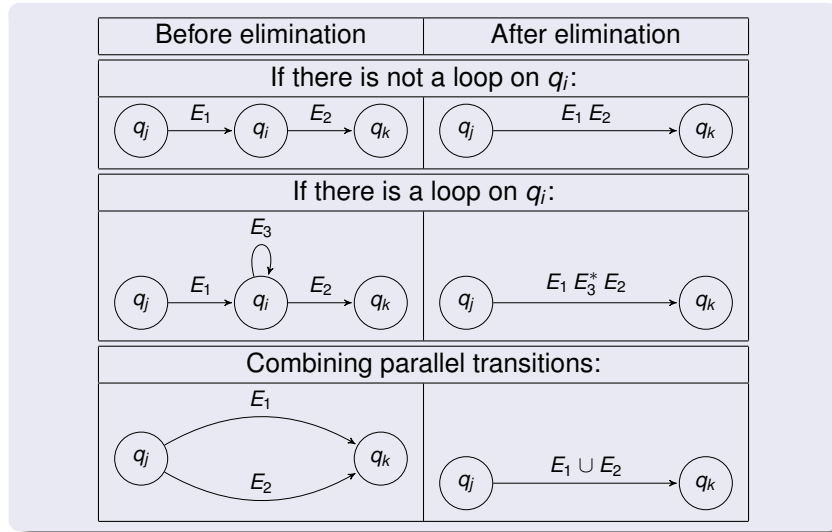 Before elimination After elimination
If there is not a loop on qᵢ:
qⱼ E₁ qᵢ E₂ qₖ qⱼ E₁ E₂ qₖ
If there is a loop on qᵢ:
E₃
qⱼ E₁ qᵢ E₂ qₖ qⱼ E₁ E₃* E₂ qₖ
Combining parallel transitions:
E₁
qⱼ qₖ
E₂
qⱼ E₁ ∪ E₂ qₖ